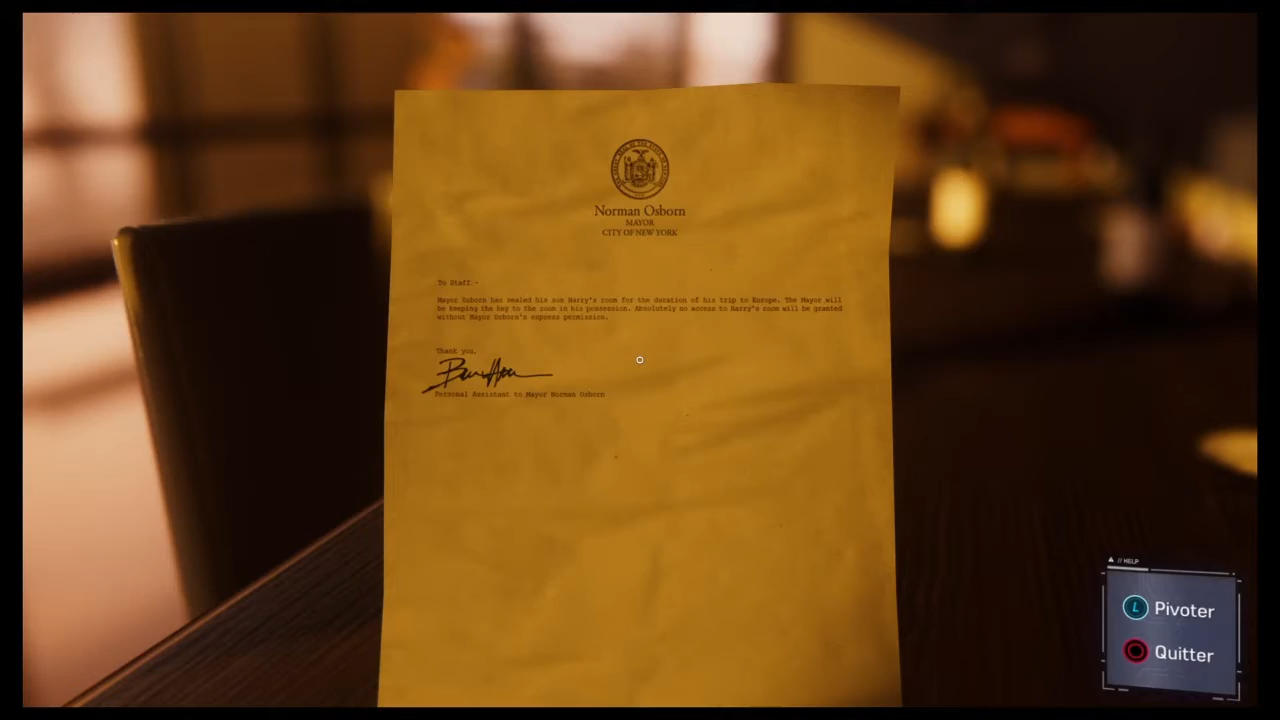 Norman Osborn
MAYOR
CITY OF NEW YORK
To Staff -
Mayor Osborn has sealed his son Harry's room for the duration of his trip to Europe. The Mayor will
be keeping the key to the room in his possession. Absolutely no access to Harry's room will be granted
without Mayor Osborn's express permission.
Thank you,
Personal Assistant to Mayor Norman Osborn
// HELP
L Pivoter
Quitter